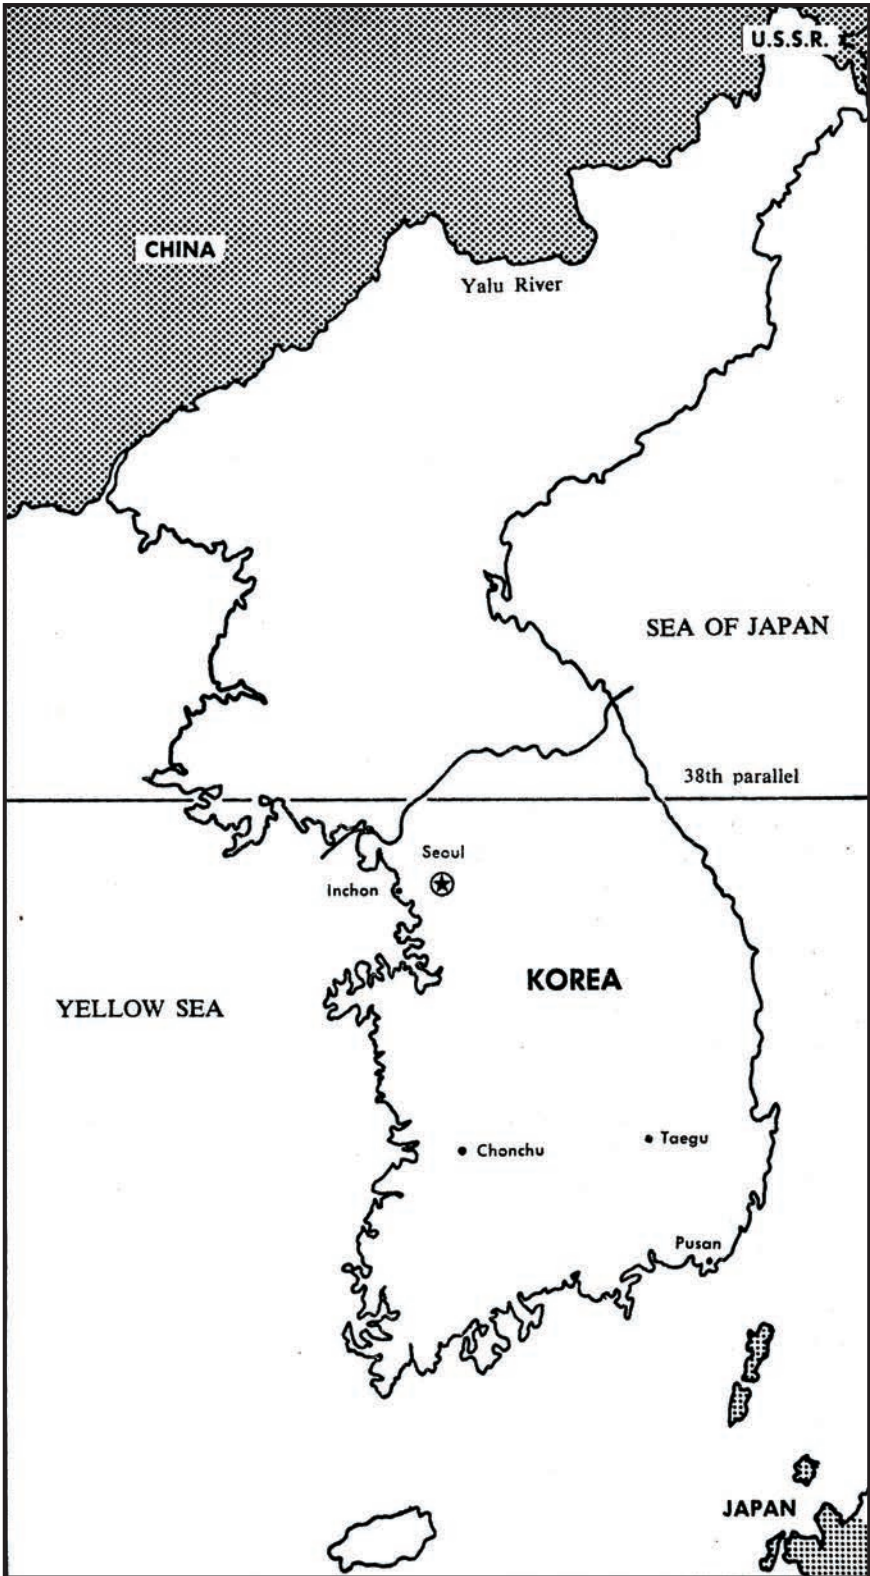 U.S.S.R.
CHINA
Yalu River
SEA OF JAPAN
38th parallel
Seoul
Inchon
KOREA
YELLOW SEA
Taegu
Chonchu
Pusan
JAPAN